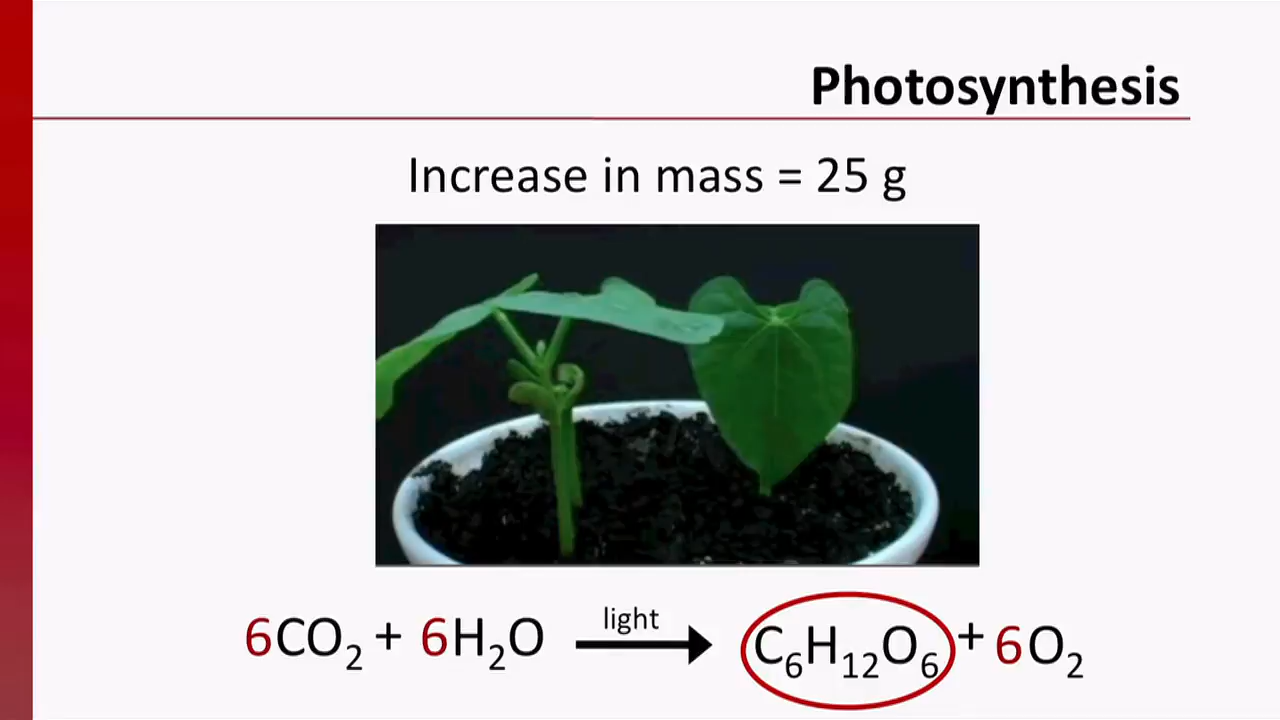 Photosynthesis
Increase in mass = 25 g
light
6CO₂ + 6H₂O → C₆H₁₂O₆ + 6O₂